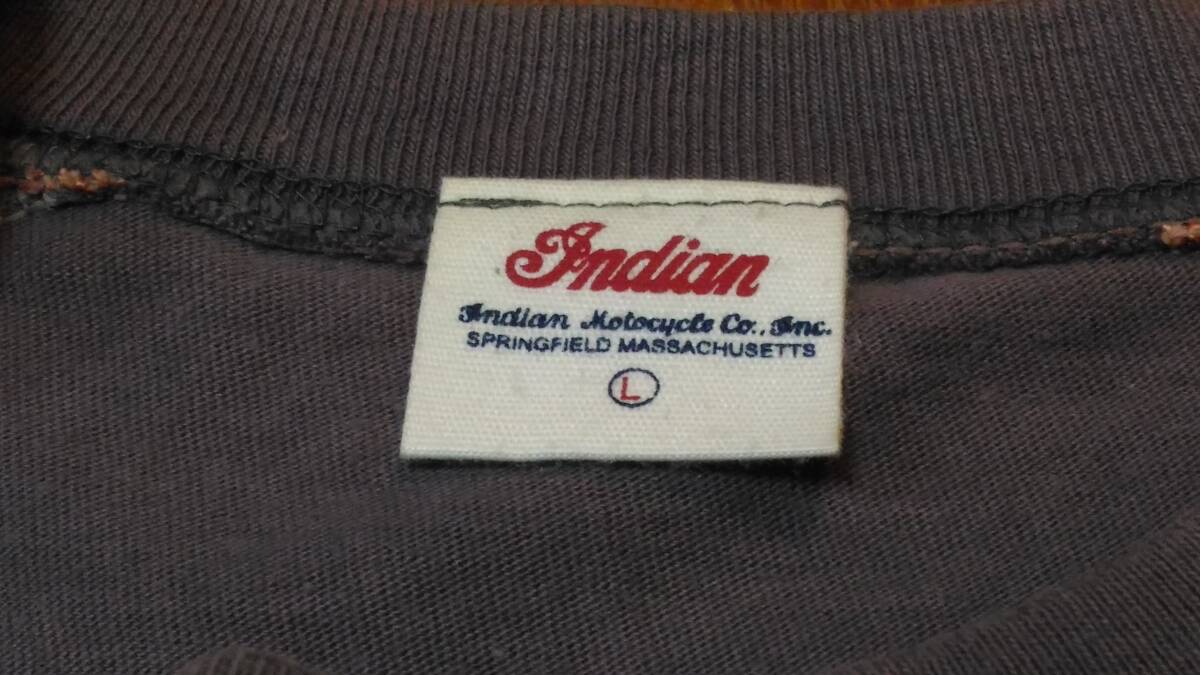 Indian
Indian Motocycle Co., Inc.
SPRINGFIELD MASSACHUSETTS
L